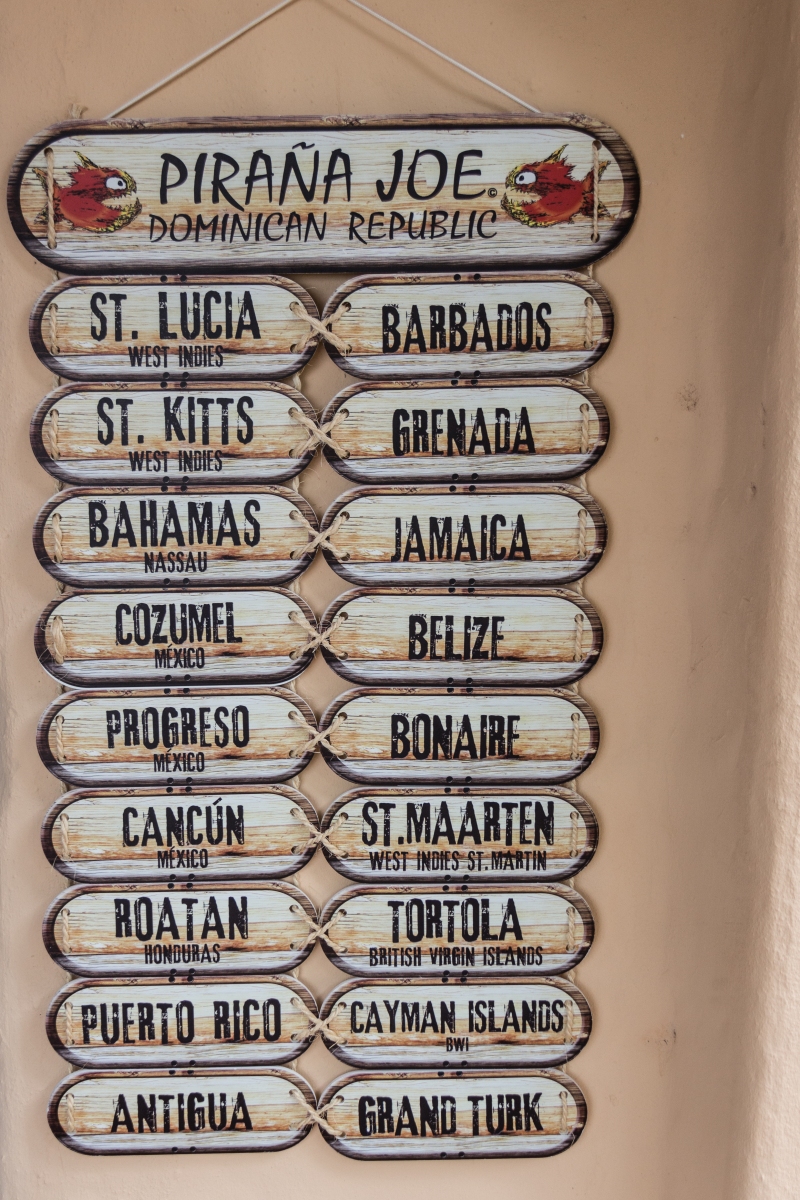 PIRAÑA JOE©
DOMINICAN REPUBLIC
ST. LUCIA
WEST INDIES
BARBADOS
ST. KITTS
WEST INDIES
GRENADA
BAHAMAS
NASSAU
JAMAICA
COZUMEL
MÉXICO
BELIZE
PROGRESO
MÉXICO
BONAIRE
CANCÚN
MÉXICO
ST.MAARTEN
WEST INDIES ST.MARTIN
ROATAN
HONDURAS
TORTOLA
BRITISH VIRGIN ISLANDS
PUERTO RICO
CAYMAN ISLANDS
BWI
ANTIGUA
GRAND TURK